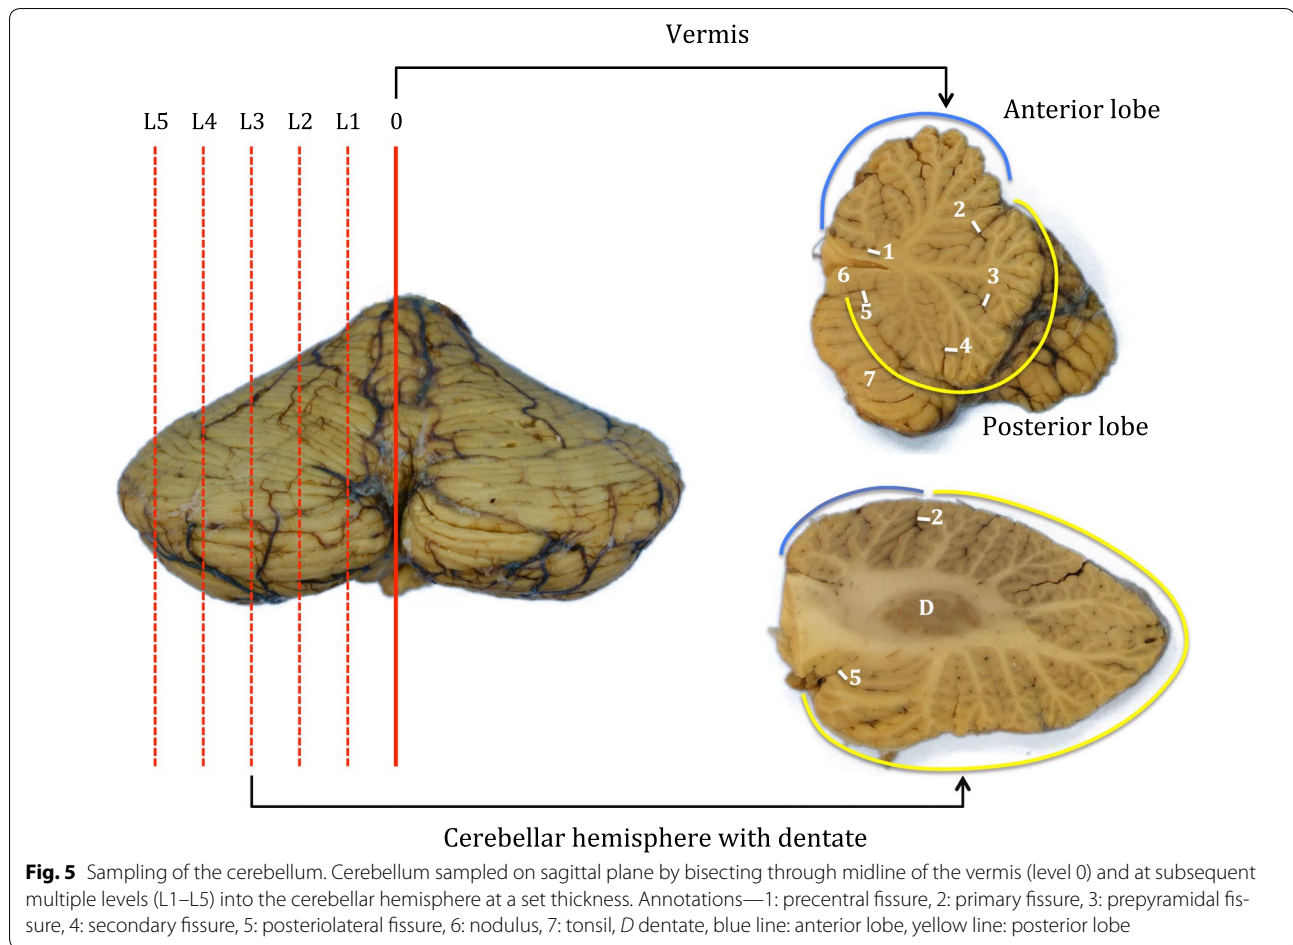 Vermis
L5 L4 L3 L2 L1 0
Anterior lobe
2
1
6
3
5
4
7
Posterior lobe
2
D
5
Cerebellar hemisphere with dentate
Fig. 5 Sampling of the cerebellum. Cerebellum sampled on sagittal plane by bisecting through midline of the vermis (level 0) and at subsequent
multiple levels (L1–L5) into the cerebellar hemisphere at a set thickness. Annotations—1: precentral fissure, 2: primary fissure, 3: prepyramidal fis-
sure, 4: secondary fissure, 5: posteriolateral fissure, 6: nodulus, 7: tonsil, D dentate, blue line: anterior lobe, yellow line: posterior lobe